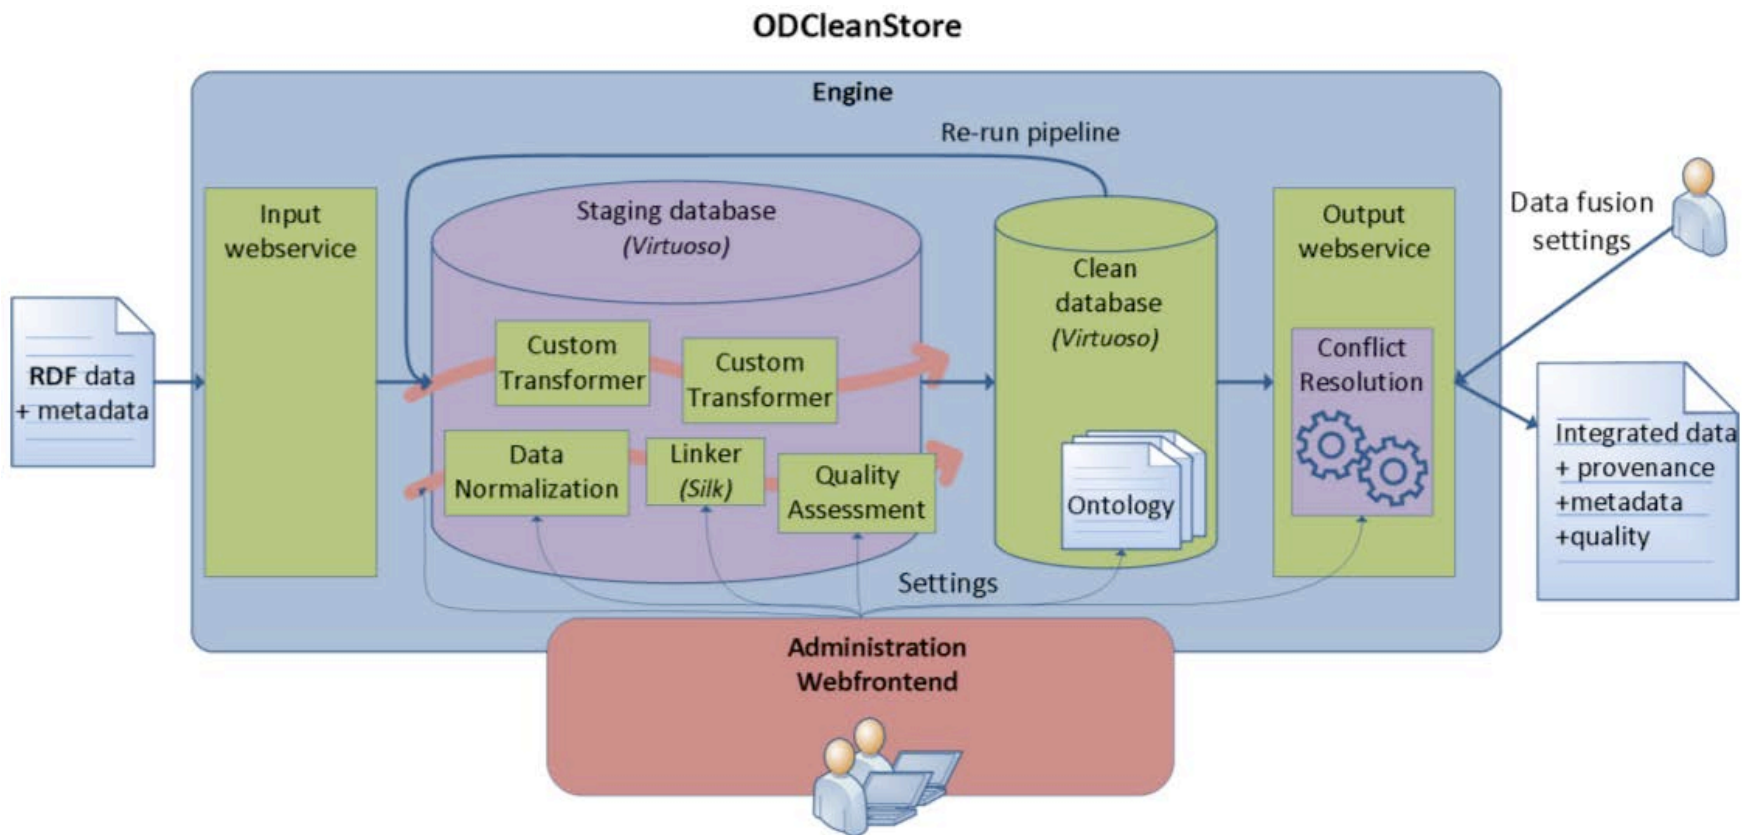 ODCleanStore
Engine
Re-run pipeline
Input
webservice
Staging database
(Virtuoso)
Custom
Transformer
Custom
Transformer
Data
Normalization
Linker
(Silk)
Quality
Assessment
Clean
database
(Virtuoso)
Ontology
Output
webservice
Conflict
Resolution
Data fusion
settings
RDF data
+ metadata
Integrated data
+ provenance
+metadata
+quality
Settings
Administration
Webfrontend